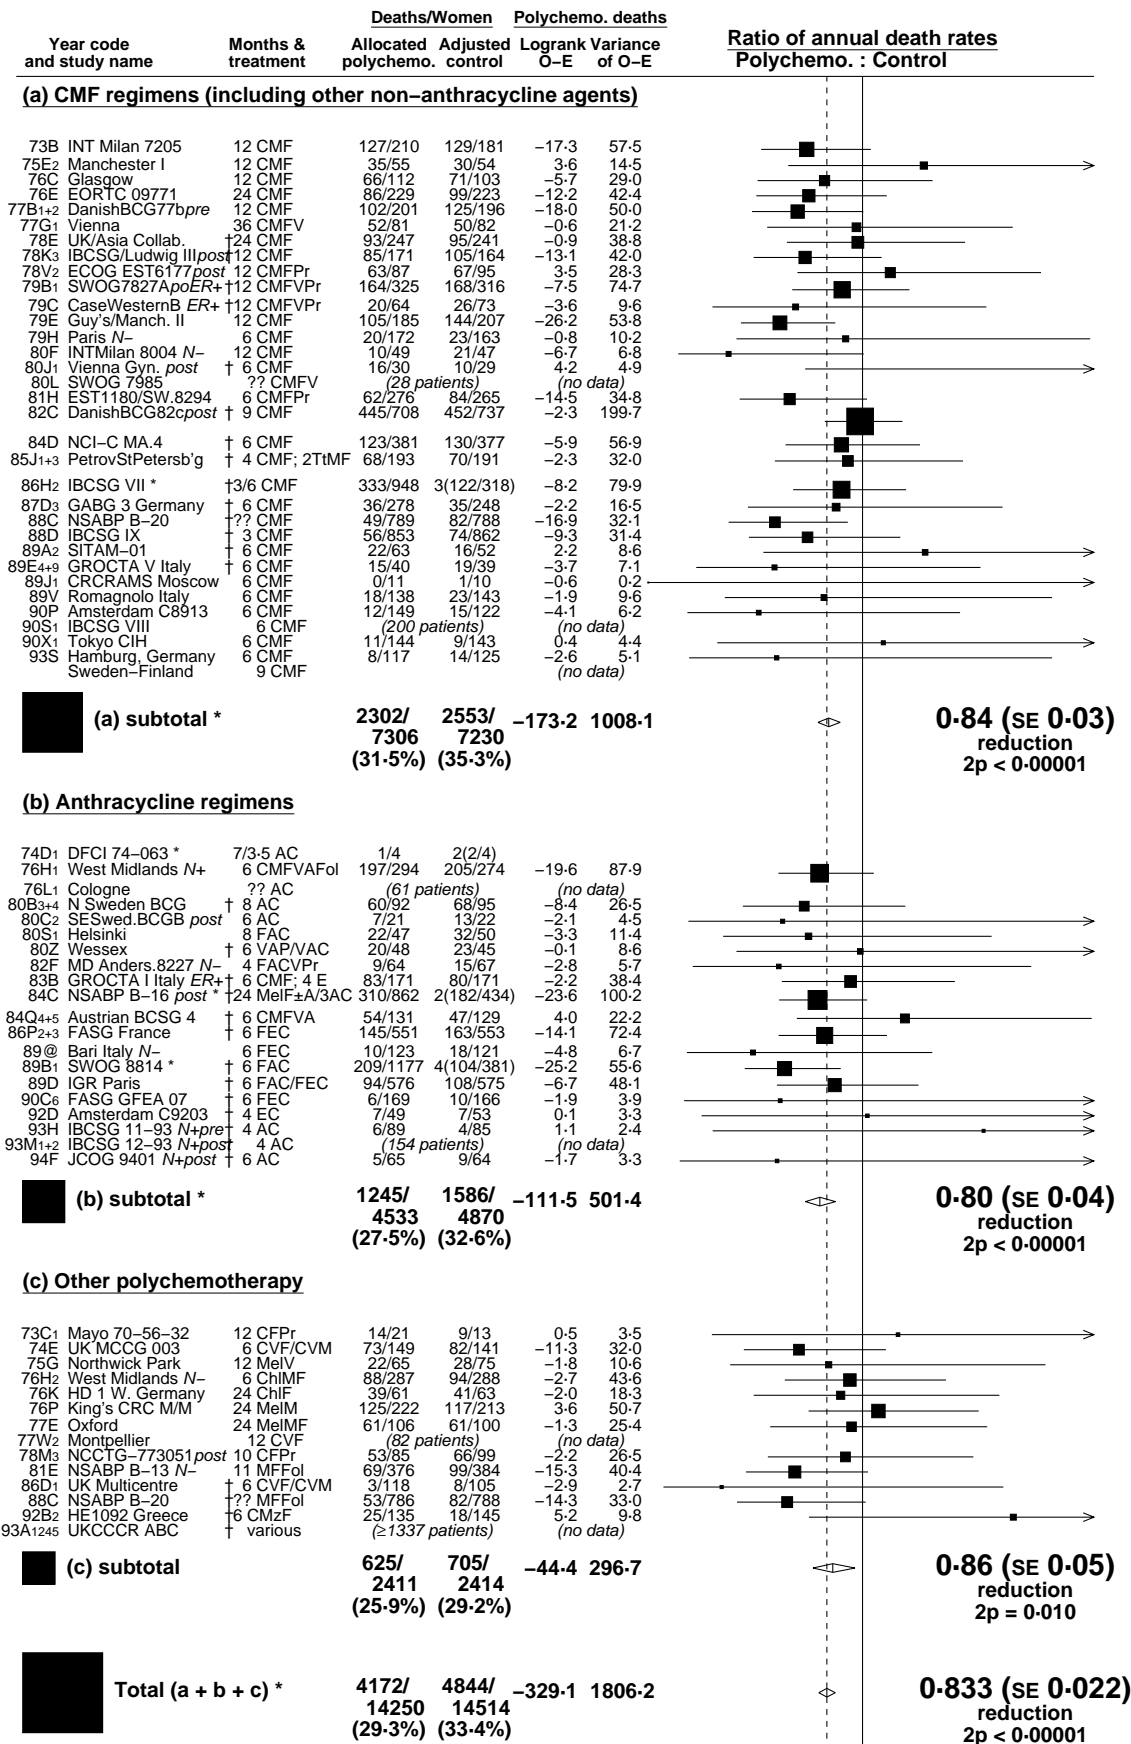 Deaths/Women Polychemo. deaths
Year code Months & Allocated Adjusted Logrank Variance Ratio of annual death rates
and study name treatment polychemo. control O–E of O–E Polychemo. : Control
(a) CMF regimens (including other non–anthracycline agents)
73B INT Milan 7205 12 CMF 127/210 129/181 –17·3 57·5
75E2 Manchester I 12 CMF 35/55 30/54 3·6 14·5
76C Glasgow 12 CMF 66/112 71/103 –5·7 29·0
76E EORTC 09771 24 CMF 86/229 99/223 –12·2 42·4
77B1+2 DanishBCG77bpre 12 CMF 102/201 125/196 –18·0 50·0
77G1 Vienna 36 CMFV 52/81 50/82 –0·6 21·2
78E UK/Asia Collab. †24 CMF 93/247 96/241 –0·9 38·8
78K3 IBCSG/Ludwig IIIpost†12 CMF 85/171 105/164 –13·1 42·0
78V2 ECOG EST6177post 12 CMFPr 63/87 67/95 3·5 28·3
79B1 SWOG7827ApoER+†12 CMFVPr 164/325 168/316 –7·5 74·7
79C CaseWesternB ER+ †12 CMFVPr 20/64 26/73 –3·6 9·6
79E Guy's/Manch. II 12 CMF 105/185 144/207 –26·2 53·8
79H Paris N– 6 CMF 20/172 23/163 –0·8 10·2
80F INTMilan 8004 N– 12 CMF 10/49 21/47 –6·7 6·8
80J1 Vienna Gyn. post † 6 CMF 16/30 10/29 4·2 4·9
80L SWOG 7985 ?? CMFV (28 patients) (no data)
81H EST1180/SW.8294 6 CMFPr 62/276 84/265 –14·5 34·8
82C DanishBCG82cpost † 9 CMF 445/708 452/737 –2·3 199·7
84D NCI–C MA.4 † 6 CMF 123/381 130/377 –5·9 56·9
85J1+3 PetrovStPetersb'g † 4 CMF; 2TtMF 68/193 70/191 –2·3 32·0
86H2 IBCSG VII * †3/6 CMF 333/948 3(122/318) –8·2 79·9
87D3 GABG 3 Germany † 6 CMF 36/278 35/248 –2·2 16·5
88C NSABP B–20 †?? CMF 49/789 82/788 –16·9 32·1
88D IBCSG IX † 3 CMF 56/853 74/862 –9·3 31·4
89A2 SITAM–01 † 6 CMF 22/63 16/52 2·2 8·6
89E4+9 GROCTA V Italy † 6 CMF 15/40 19/39 –3·7 7·1
89J1 CRCRAMS Moscow 6 CMF 0/11 1/10 –0·6 0·2
89V Romagnolo Italy 6 CMF 18/138 23/143 –1·9 9·6
90P Amsterdam C8913 6 CMF 12/149 15/122 –4·1 6·2
90S1 IBCSG VIII 6 CMF (200 patients) (no data)
90X1 Tokyo CIH 6 CMF 11/144 9/143 0·4 4·4
93S Hamburg, Germany 6 CMF 8/117 14/125 –2·6 5·1
Sweden–Finland 9 CMF (no data)
(a) subtotal * 2302/ 2553/ –173·2 1008·1 0·84 (SE 0·03)
7306 7230 reduction
(31·5%) (35·3%) 2p < 0·00001
(b) Anthracycline regimens
74D1 DFCI 74–063 * 7/3·5 AC 1/4 2(2/4)
76H1 West Midlands N+ 6 CMFVAFol 197/294 205/274 –19·6 87·9
76L1 Cologne ?? AC (61 patients) (no data)
80B3+4 N Sweden BCG † 8 AC 60/92 68/95 –8·4 26·5
80C2 SESwed.BCGB post 6 AC 7/21 13/22 –2·1 4·5
80S1 Helsinki 8 FAC 22/47 32/50 –3·3 11·4
80Z Wessex † 6 VAP/VAC 20/48 23/45 –0·1 8·6
82F MD Anders.8227 N– 4 FACVPr 9/64 15/67 –2·8 5·7
83B GROCTA I Italy ER+† 6 CMF; 4 E 83/171 80/171 –2·2 38·4
84C NSABP B–16 post *†24 MelF±A/3AC 310/862 2(182/434) –23·6 100·2
84Q4+5 Austrian BCSG 4 † 6 CMFVA 54/131 47/129 4·0 22·2
86P2+3 FASG France † 6 FEC 145/551 163/553 –14·1 72·4
89@ Bari Italy N– 6 FEC 10/123 18/121 –4·8 6·7
89B1 SWOG 8814 * † 6 FAC 209/1177 4(104/381) –25·2 55·6
89D IGR Paris † 6 FAC/FEC 94/576 108/575 –6·7 48·1
90C6 FASG GFEA 07 † 6 FEC 6/169 10/166 –1·9 3·9
92D Amsterdam C9203 † 4 EC 7/49 7/53 0·1 3·3
93H IBCSG 11–93 N+pre† 4 AC 6/89 4/85 1·1 2·4
93M1+2 IBCSG 12–93 N+post† 4 AC (154 patients) (no data)
94F JCOG 9401 N+post † 6 AC 5/65 9/64 –1·7 3·3
(b) subtotal * 1245/ 1586/ –111·5 501·4 0·80 (SE 0·04)
4533 4870 reduction
(27·5%) (32·6%) 2p < 0·00001
(c) Other polychemotherapy
73C1 Mayo 70–56–32 12 CFPr 14/21 9/13 0·5 3·5
74E UK MCCG 003 6 CVF/CVM 73/149 82/141 –11·3 32·0
75G Northwick Park 12 MelV 22/65 28/75 –1·8 10·6
76H2 West Midlands N– 6 ChlMF 88/287 94/288 –2·7 43·6
76K HD 1 W. Germany 24 ChlF 39/61 41/63 –2·0 18·3
76P King's CRC M/M 24 MelM 125/222 117/213 3·6 50·7
77E Oxford 24 MelMF 61/106 61/100 –1·3 25·4
77W2 Montpellier 12 CVF (82 patients) (no data)
78M3 NCCTG–773051post 10 CFPr 53/85 66/99 –2·2 26·5
81E NSABP B–13 N– 11 MFFol 69/376 99/384 –15·3 40·4
86D1 UK Multicentre † 6 CVF/CVM 3/118 8/105 –2·9 2·7
88C NSABP B–20 †?? MFFol 53/786 82/788 –14·3 33·0
92B2 HE1092 Greece †6 CMzF 25/135 18/145 5·2 9·8
93A1245 UKCCCR ABC † various (≥1337 patients) (no data)
(c) subtotal 625/ 705/ –44·4 296·7 0·86 (SE 0·05)
2411 2414 reduction
(25·9%) (29·2%) 2p = 0·010
Total (a + b + c) * 4172/ 4844/ –329·1 1806·2 0·833 (SE 0·022)
14250 14514 reduction
(29·3%) (33·4%) 2p < 0·00001